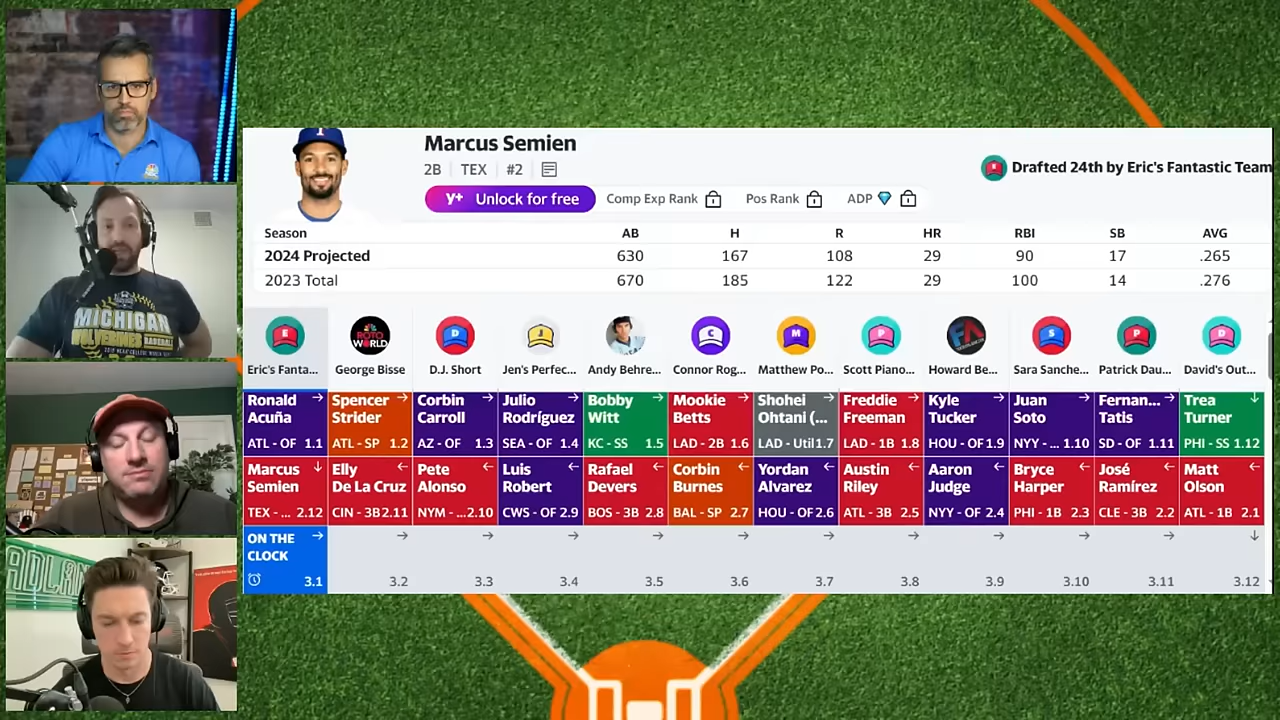 Marcus Semien
2B TEX #2
Drafted 24th by Eric's Fantastic Team
y+ Unlock for free Comp Exp Rank Pos Rank ADP
Season AB H R HR RBI SB AVG
2024 Projected 630 167 108 29 90 17 .265
2023 Total 670 185 122 29 100 14 .276
E ROTO WORLD D J C M P FA S P D
Eric's Fanta... George Bisse D.J. Short Jen's Perfec... Andy Behre... Connor Rog... Matthew Po... Scott Piano... Howard Be... Sara Sanche... Patrick Dau... David's Out...
Ronald Spencer Corbin Julio Bobby Mookie Shohei Freddie Kyle Juan Fernan... Trea
Acuña Strider Carroll Rodríguez Witt Betts Ohtani (... Freeman Tucker Soto Tatis Turner
ATL - OF 1.1 ATL - SP 1.2 AZ - OF 1.3 SEA - OF 1.4 KC - SS 1.5 LAD - 2B 1.6 LAD - Util 1.7 LAD - 1B 1.8 HOU - OF 1.9 NYY - ... 1.10 SD - OF 1.11 PHI - SS 1.12
Marcus Elly Pete Luis Rafael Corbin Yordan Austin Aaron Bryce José Matt
Semien De La Cruz Alonso Robert Devers Burnes Alvarez Riley Judge Harper Ramírez Olson
TEX - ... 2.12 CIN - 3B 2.11 NYM - ... 2.10 CWS - OF 2.9 BOS - 3B 2.8 BAL - SP 2.7 HOU - OF 2.6 ATL - 3B 2.5 NYY - OF 2.4 PHI - 1B 2.3 CLE - 3B 2.2 ATL - 1B 2.1
ON THE
CLOCK
3.1 3.2 3.3 3.4 3.5 3.6 3.7 3.8 3.9 3.10 3.11 3.12
MICHIGAN
WOLVERINES BASEBALL